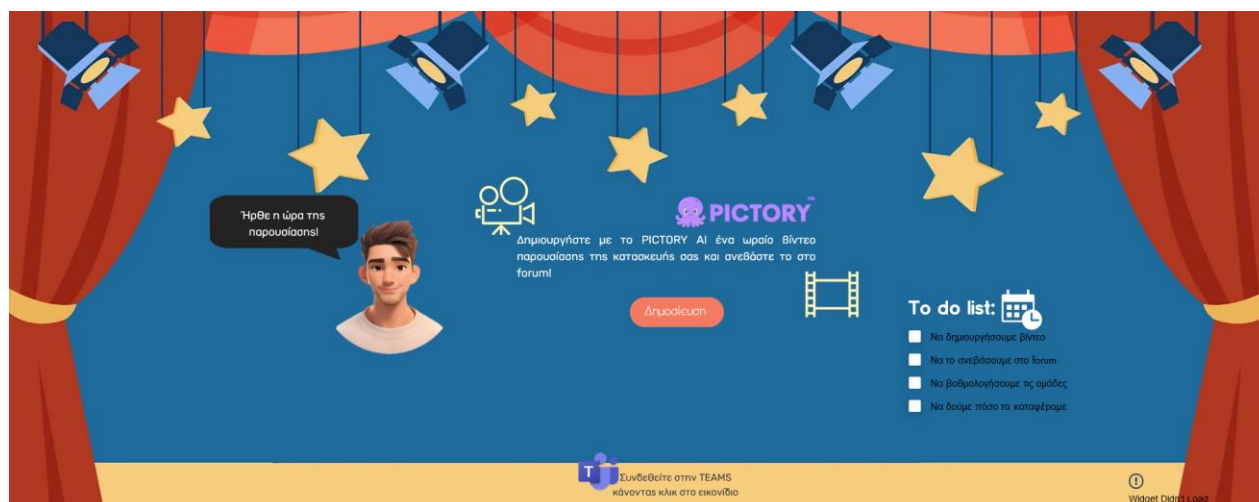 Ήρθε η ώρα της
παρουσίασης!
PICTORY™
Δημιουργήστε με το PICTORY AI ένα ωραίο βίντεο
παρουσίασης της κατασκευής σας και ανεβάστε το στο
forum!
Δημοσίευση
To do list:
Να δημιουργήσουμε βίντεο
Να το ανεβάσουμε στο forum
Να βαθμολογήσουμε τις ομάδες
Να δούμε πόσο τα καταφέραμε
T
Συνδεθείτε στην TEAMS
κάνοντας κλικ στο εικονίδιο
Widget Didn't Load